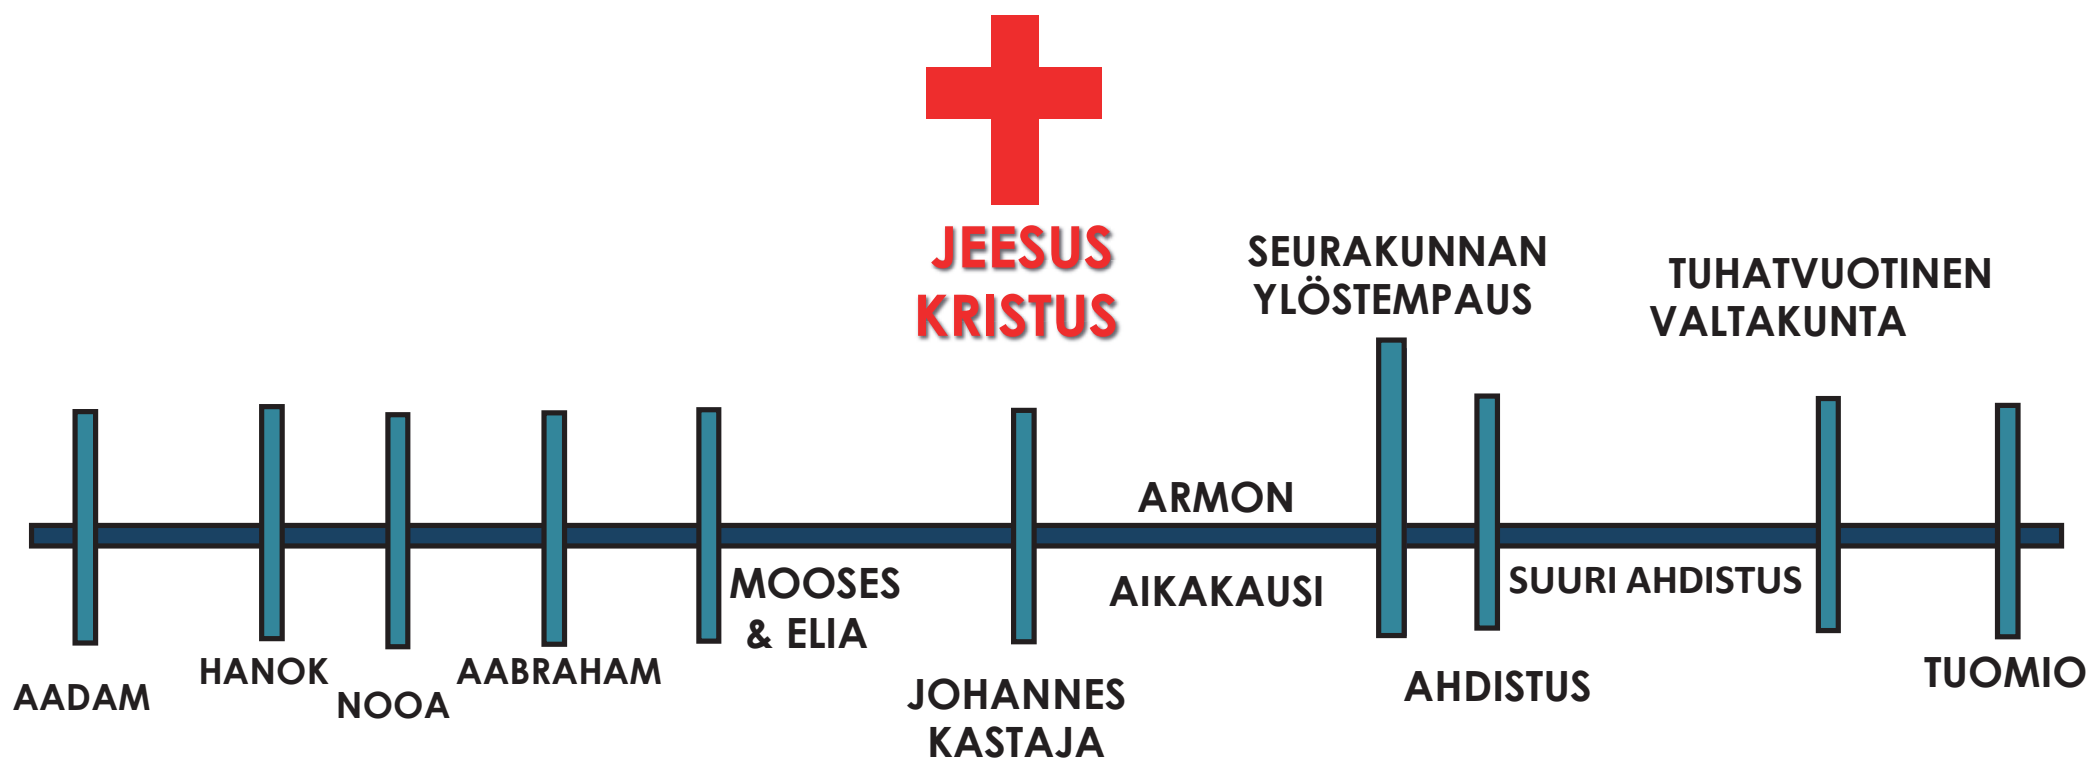 JEESUS
KRISTUS
SEURAKUNNAN
YLÖSTEMPAUS
TUHATVUOTINEN
VALTAKUNTA
ARMON
AIKAKAUSI
MOOSES
& ELIA
SUURI AHDISTUS
AADAM
HANOK
NOOA
AABRAHAM
JOHANNES
KASTAJA
AHDISTUS
TUOMIO